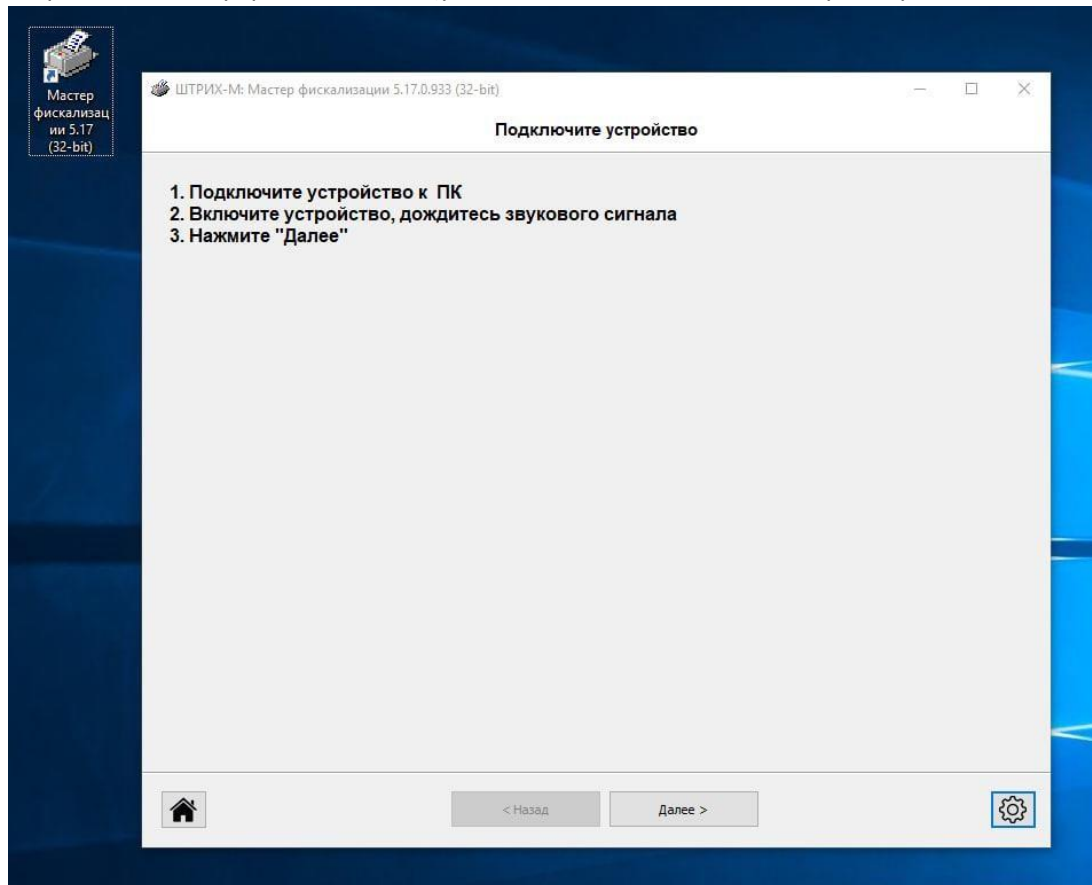 Мастер
фискализац
ии 5.17
(32-bit)
ШТРИХ-М: Мастер фискализации 5.17.0.933 (32-bit)
Подключите устройство
1. Подключите устройство к ПК
2. Включите устройство, дождитесь звукового сигнала
3. Нажмите "Далее"
< Назад
Далее >